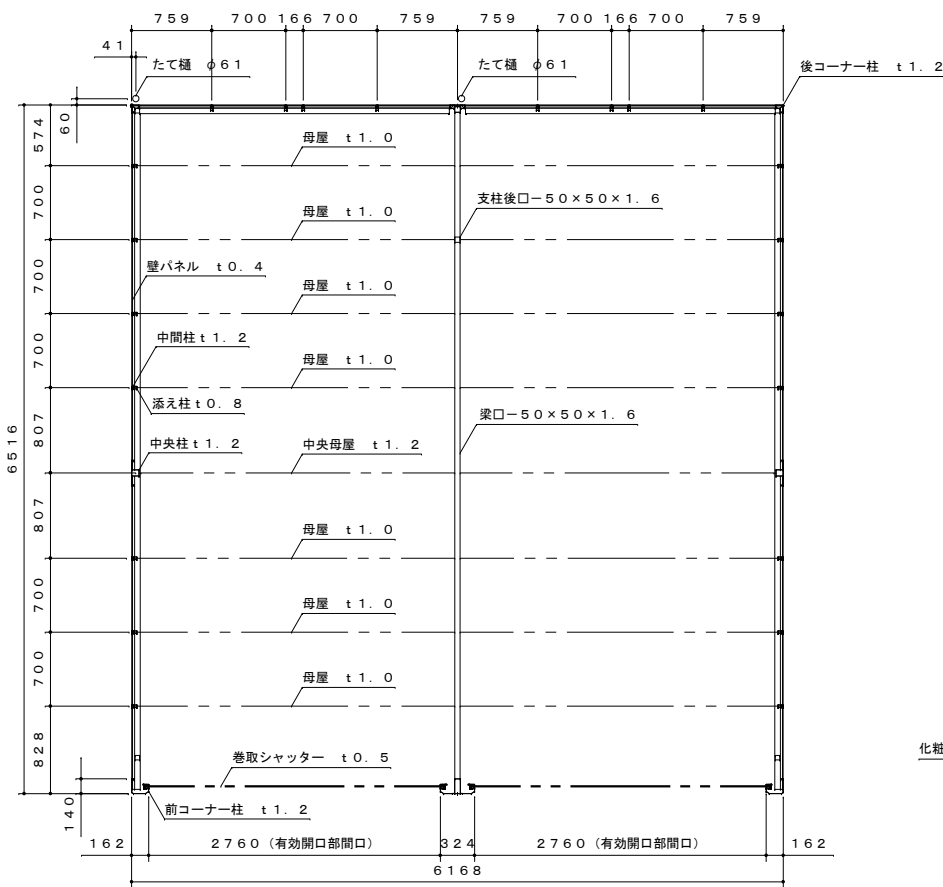 759 700 166 700 759 759 700 166 700 759
41
たて樋 φ61
たて樋 φ61
後コーナー柱 t1.2
60
574
母屋 t1.0
700
支柱後口-50×50×1.6
母屋 t1.0
壁パネル t0.4
700
母屋 t1.0
中間柱t1.2
700
母屋 t1.0
添え柱t0.8
梁口-50×50×1.6
807
中央柱t1.2
中央母屋 t1.2
6516
807
母屋 t1.0
700
母屋 t1.0
700
母屋 t1.0
828
巻取シャッター t0.5
化粧
140
前コーナー柱 t1.2
162 2760(有効開口部間口) 324 2760(有効開口部間口) 162
6168